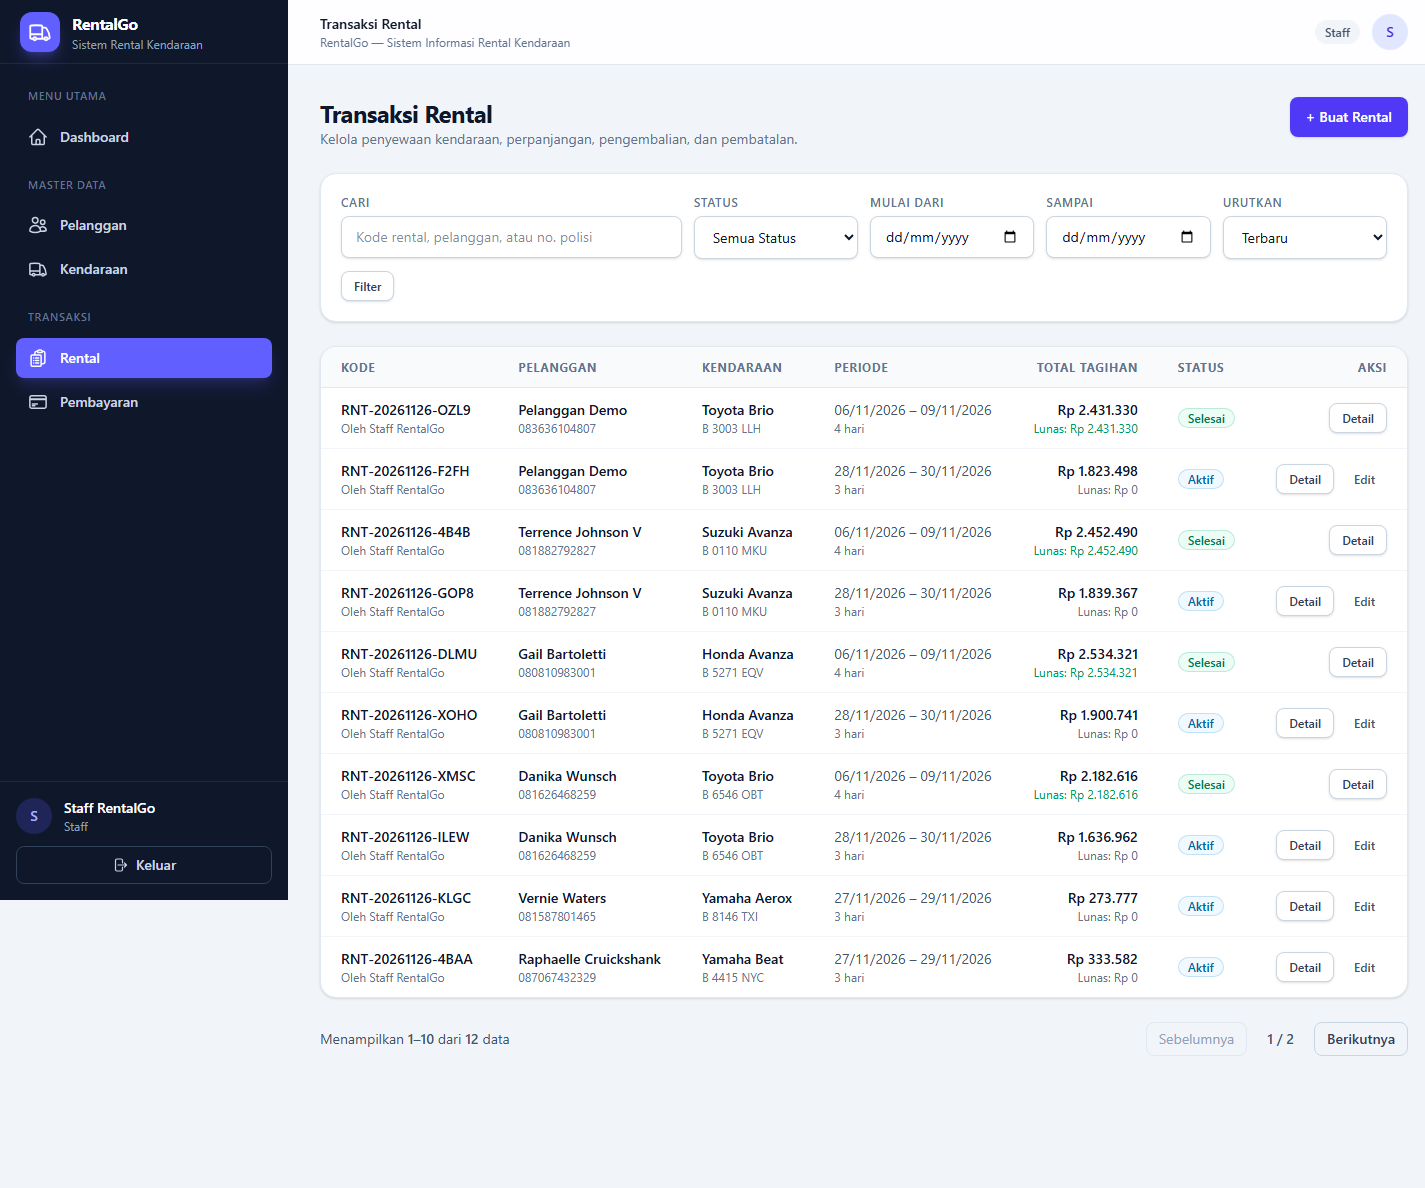 RentalGo
Sistem Rental Kendaraan
MENU UTAMA
Dashboard
MASTER DATA
Pelanggan
Kendaraan
TRANSAKSI
Rental
Pembayaran
S
Staff RentalGo
Staff
Keluar
Transaksi Rental
RentalGo — Sistem Informasi Rental Kendaraan
Staff
S
Transaksi Rental
Kelola penyewaan kendaraan, perpanjangan, pengembalian, dan pembatalan.
+ Buat Rental
CARI STATUS MULAI DARI SAMPAI URUTKAN
Kode rental, pelanggan, atau no. polisi Semua Status dd/mm/yyyy dd/mm/yyyy Terbaru
Filter
KODE PELANGGAN KENDARAAN PERIODE TOTAL TAGIHAN STATUS AKSI
RNT-20261126-OZL9 Pelanggan Demo Toyota Brio 06/11/2026 – 09/11/2026 Rp 2.431.330 Selesai Detail
Oleh Staff RentalGo 083636104807 B 3003 LLH 4 hari Lunas: Rp 2.431.330
RNT-20261126-F2FH Pelanggan Demo Toyota Brio 28/11/2026 – 30/11/2026 Rp 1.823.498 Aktif Detail Edit
Oleh Staff RentalGo 083636104807 B 3003 LLH 3 hari Lunas: Rp 0
RNT-20261126-4B4B Terrence Johnson V Suzuki Avanza 06/11/2026 – 09/11/2026 Rp 2.452.490 Selesai Detail
Oleh Staff RentalGo 081882792827 B 0110 MKU 4 hari Lunas: Rp 2.452.490
RNT-20261126-GOP8 Terrence Johnson V Suzuki Avanza 28/11/2026 – 30/11/2026 Rp 1.839.367 Aktif Detail Edit
Oleh Staff RentalGo 081882792827 B 0110 MKU 3 hari Lunas: Rp 0
RNT-20261126-DLMU Gail Bartoletti Honda Avanza 06/11/2026 – 09/11/2026 Rp 2.534.321 Selesai Detail
Oleh Staff RentalGo 080810983001 B 5271 EQV 4 hari Lunas: Rp 2.534.321
RNT-20261126-XOHO Gail Bartoletti Honda Avanza 28/11/2026 – 30/11/2026 Rp 1.900.741 Aktif Detail Edit
Oleh Staff RentalGo 080810983001 B 5271 EQV 3 hari Lunas: Rp 0
RNT-20261126-XMSC Danika Wunsch Toyota Brio 06/11/2026 – 09/11/2026 Rp 2.182.616 Selesai Detail
Oleh Staff RentalGo 081626468259 B 6546 OBT 4 hari Lunas: Rp 2.182.616
RNT-20261126-ILEW Danika Wunsch Toyota Brio 28/11/2026 – 30/11/2026 Rp 1.636.962 Aktif Detail Edit
Oleh Staff RentalGo 081626468259 B 6546 OBT 3 hari Lunas: Rp 0
RNT-20261126-KLGC Vernie Waters Yamaha Aerox 27/11/2026 – 29/11/2026 Rp 273.777 Aktif Detail Edit
Oleh Staff RentalGo 081587801465 B 8146 TXI 3 hari Lunas: Rp 0
RNT-20261126-4BAA Raphaelle Cruickshank Yamaha Beat 27/11/2026 – 29/11/2026 Rp 333.582 Aktif Detail Edit
Oleh Staff RentalGo 087067432329 B 4415 NYC 3 hari Lunas: Rp 0
Menampilkan 1–10 dari 12 data Sebelumnya 1 / 2 Berikutnya